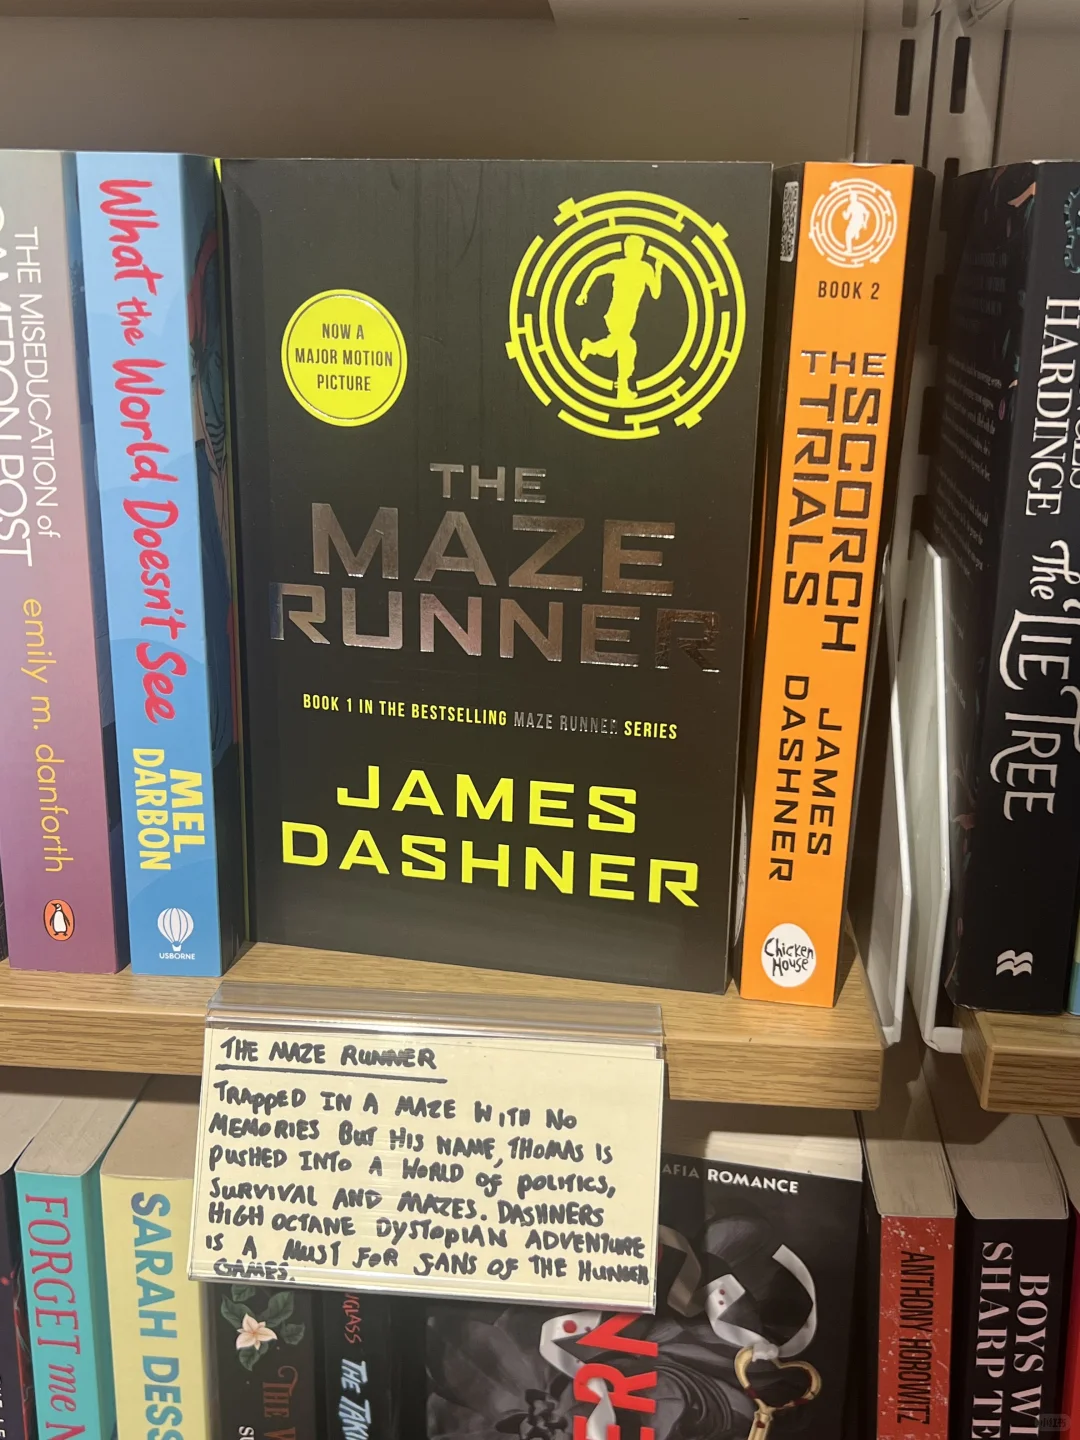 THE MISEDUCATION of
CAMERON POST
emily m. danforth
What the World Doesn't See
MEL
DARBON
USBORNE
NOW A
MAJOR MOTION
PICTURE
THE
MAZE
RUNNER
BOOK 1 IN THE BESTSELLING MAZE RUNNER SERIES
JAMES
DASHNER
BOOK 2
THE SCORCH
TRIALS
JAMES
DASHNER
Chicken
House
HARDINGE
The LIE TREE
THE MAZE RUNNER
TRAPPED IN A MAZE WITH NO
MEMORIES BUT HIS NAME, THOMAS IS
PUSHED INTO A WORLD OF POLITICS,
SURVIVAL AND MAZES. DASHNERS
HIGH OCTANE DYSTOPIAN ADVENTURE
IS A MUST FOR FANS OF THE HUNGER
GAMES.
FORGET me
SARAH DESS
THE
AFIA ROMANCE
ANTHONY HOROWITZ
BOYS WI
SHARP TE